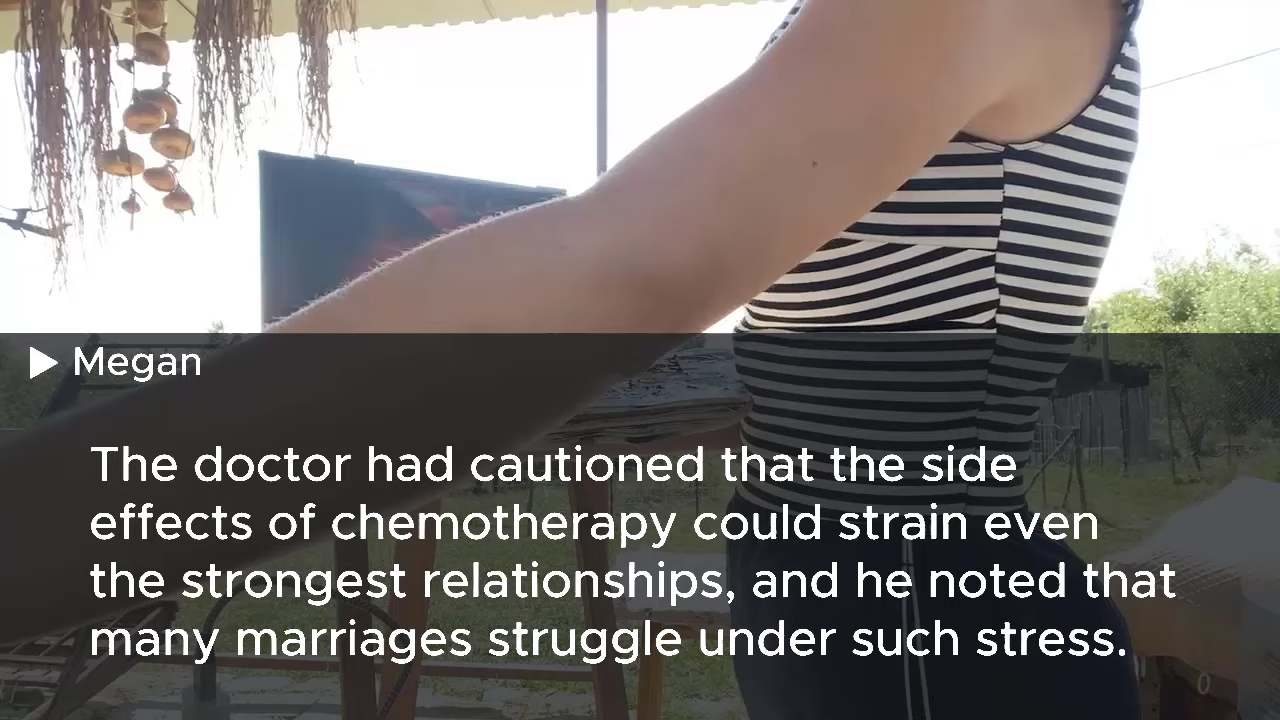 Megan
The doctor had cautioned that the side
effects of chemotherapy could strain even
the strongest relationships, and he noted that
many marriages struggle under such stress.